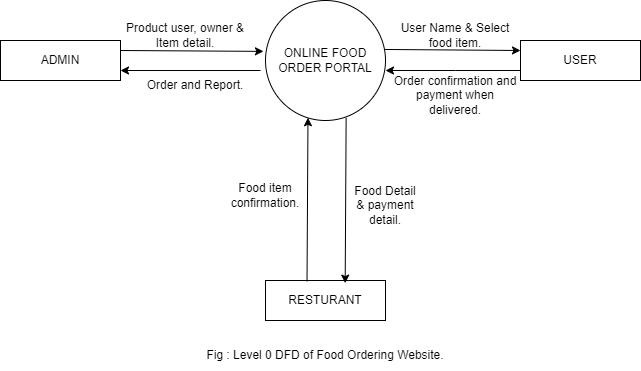 Product user, owner &
Item detail.
User Name & Select
food item.
ADMIN
ONLINE FOOD
ORDER PORTAL
USER
Order and Report.
Order confirmation and
payment when
delivered.
Food item
confirmation.
Food Detail
& payment
detail.
RESTURANT
Fig : Level 0 DFD of Food Ordering Website.